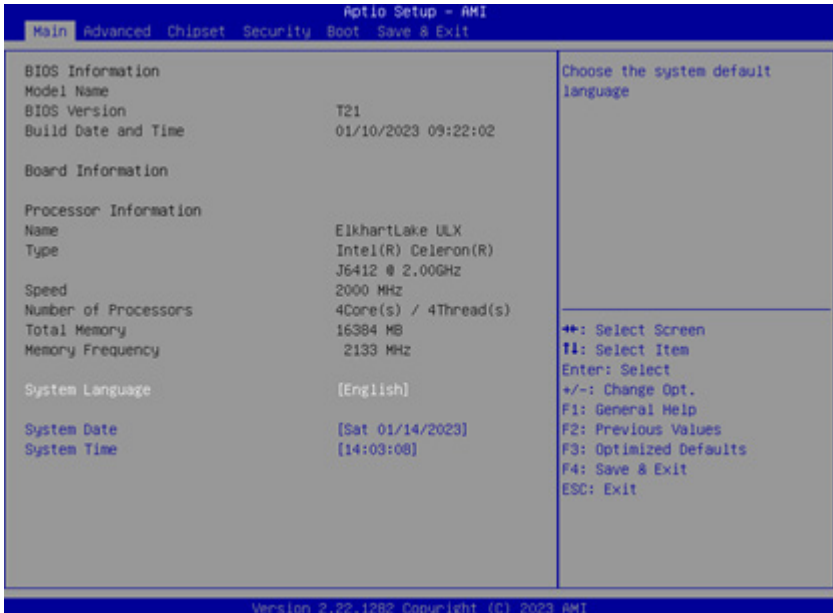 Aptio Setup - AMI
Main Advanced Chipset Security Boot Save & Exit
BIOS Information
Model Name
BIOS Version T21
Build Date and Time 01/10/2023 09:22:02
Board Information
Processor Information
Name ElkhartLake ULX
Type Intel(R) Celeron(R)
J6412 @ 2.00GHz
Speed 2000 MHz
Number of Processors 4Core(s) / 4Thread(s)
Total Memory 16384 MB
Memory Frequency 2133 MHz
System Language [English]
System Date [Sat 01/14/2023]
System Time [14:03:08]
Choose the system default
language
→←: Select Screen
↑↓: Select Item
Enter: Select
+/-: Change Opt.
F1: General Help
F2: Previous Values
F3: Optimized Defaults
F4: Save & Exit
ESC: Exit
Version 2.22.1282 Copyright (C) 2023 AMI